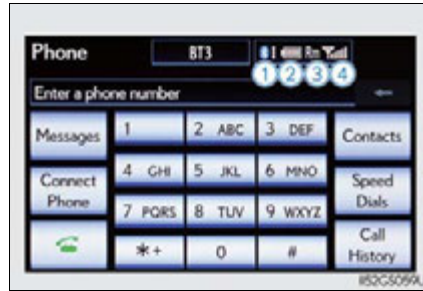 Phone BT3 Rm
1 2 3 4
Enter a phone number
Messages 1 2 ABC 3 DEF Contacts
4 GHI 5 JKL 6 MNO
Connect Phone Speed Dials
7 PQRS 8 TUV 9 WXYZ
*+ 0 # Call History